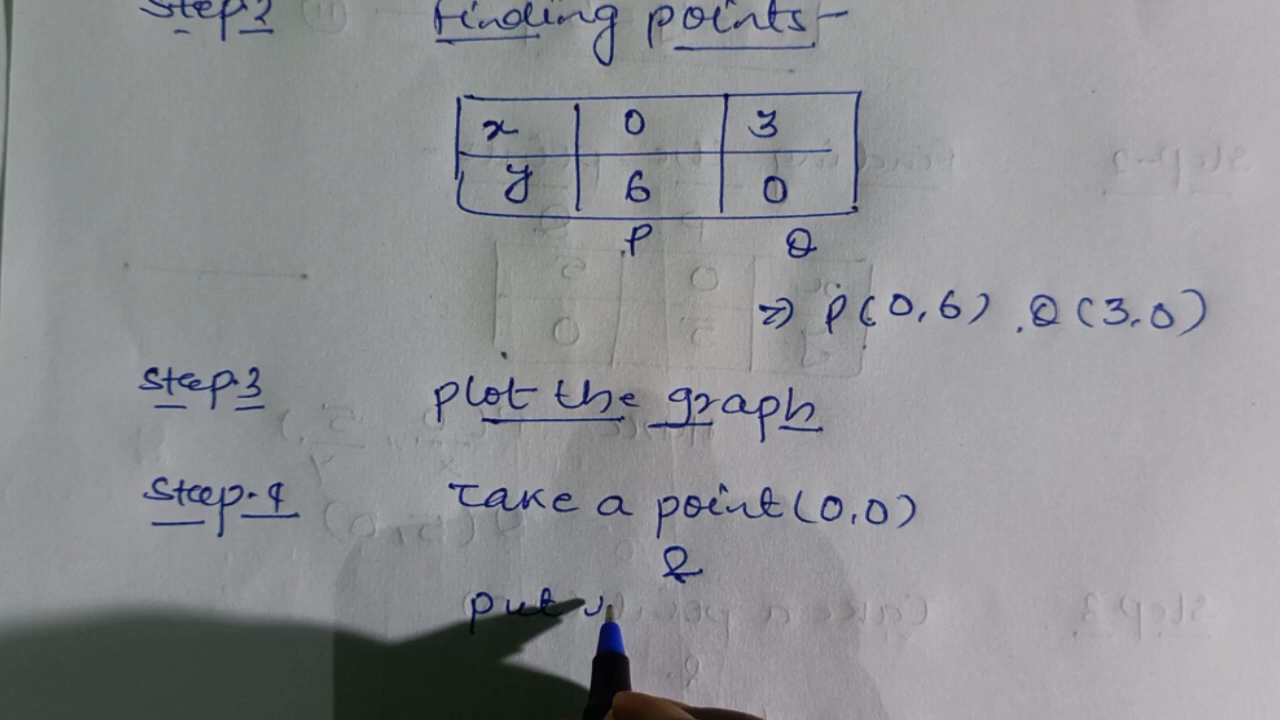 Step 2 Finding points-
x 0 3
y 6 0
P Q
⇒ P(0,6) , Q(3,0)
Step.3 plot the graph
Step-4 Take a point (0,0)
&
put